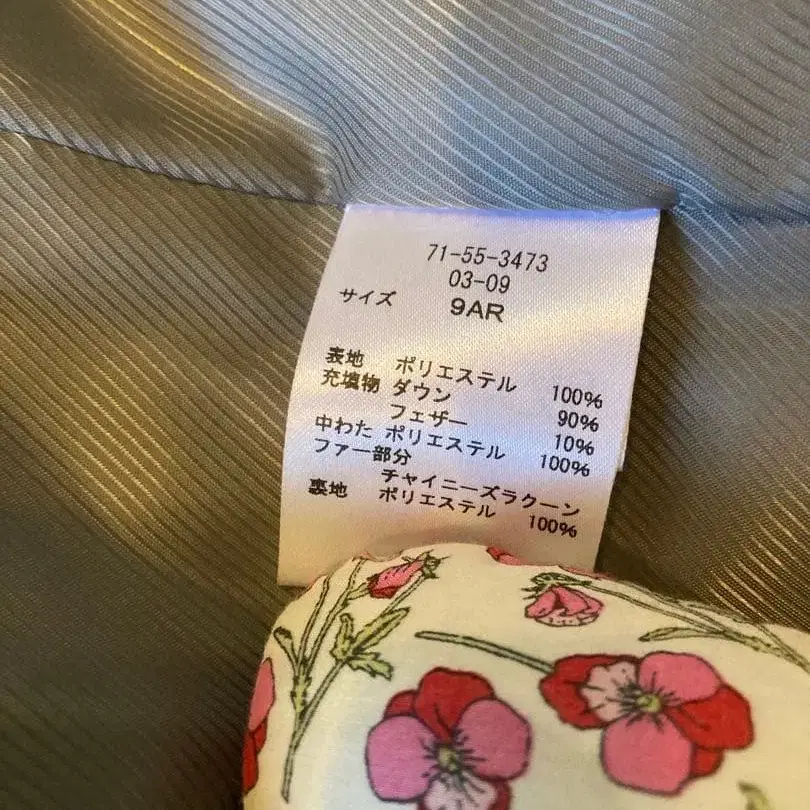 71-55-3473
03-09
サイズ 9AR
表地 ポリエステル 100%
充填物 ダウン 90%
フェザー 10%
中わた ポリエステル 100%
ファー部分
チャイニーズラクーン
裏地 ポリエステル 100%